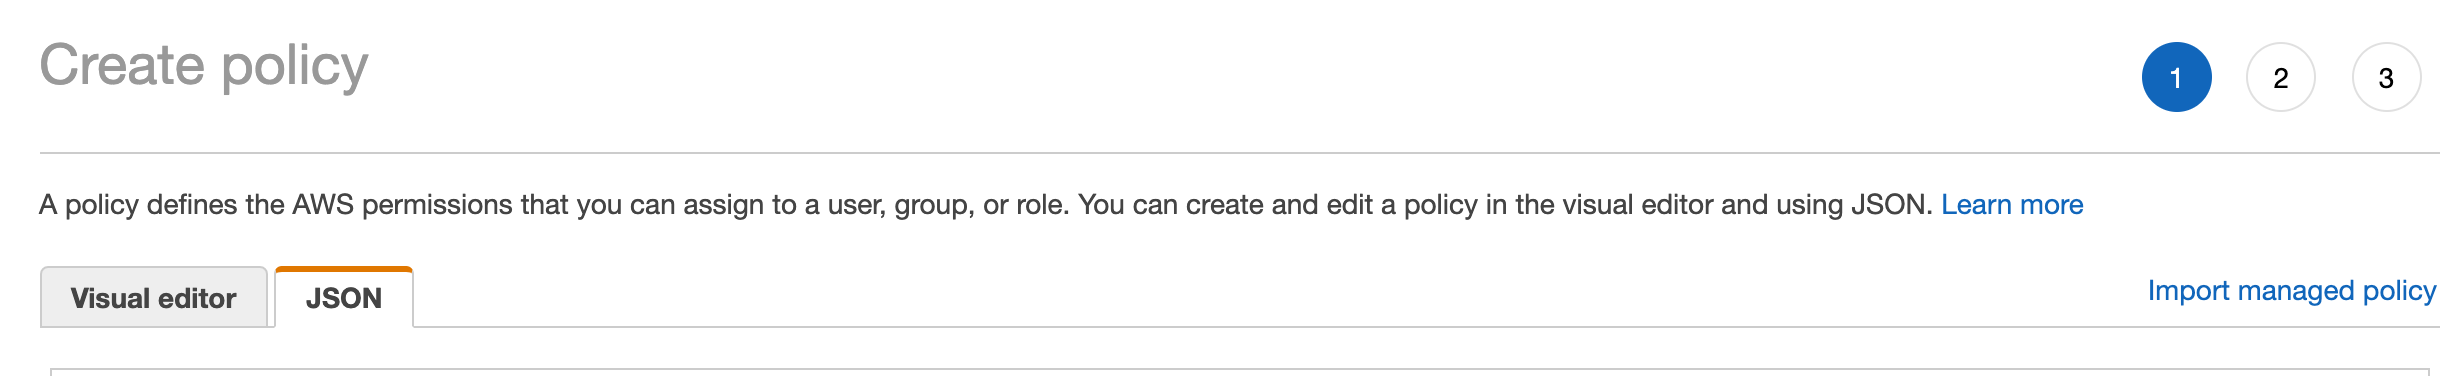 Create policy
1 2 3
A policy defines the AWS permissions that you can assign to a user, group, or role. You can create and edit a policy in the visual editor and using JSON. Learn more
Visual editor JSON
Import managed policy